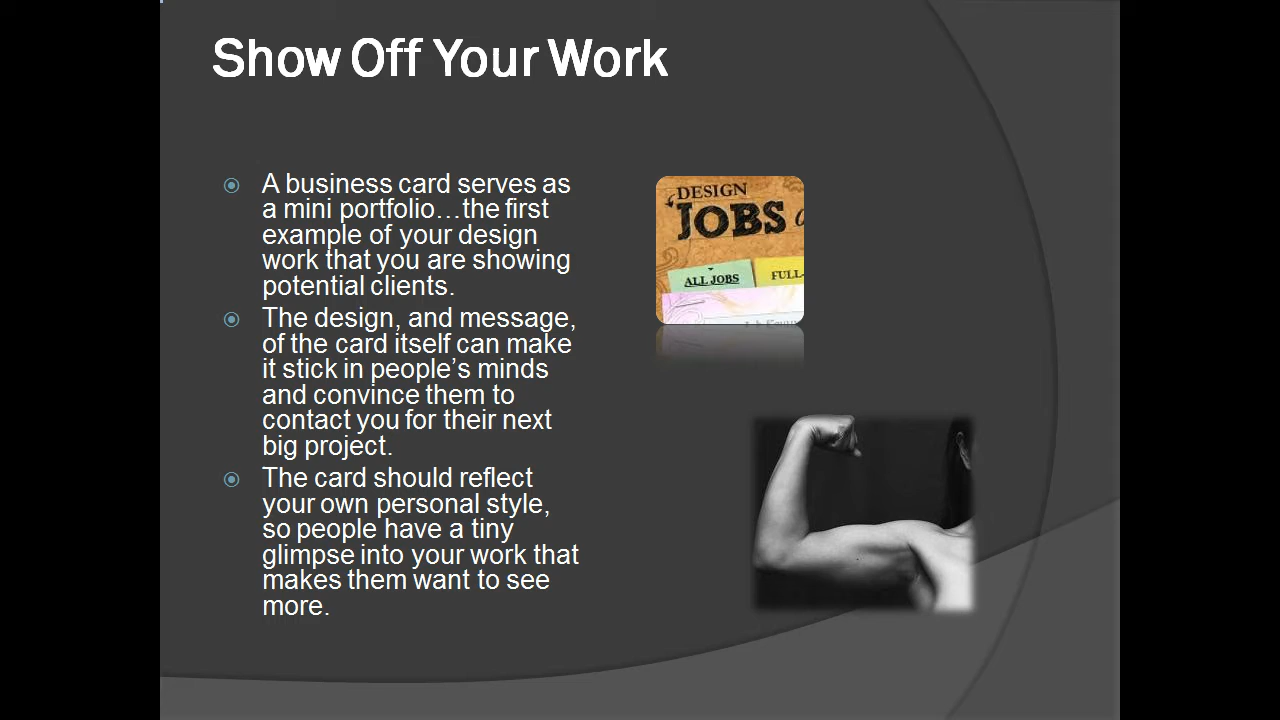 Show Off Your Work
A business card serves as
a mini portfolio…the first
example of your design
work that you are showing
potential clients.
The design, and message,
of the card itself can make
it stick in people’s minds
and convince them to
contact you for their next
big project.
The card should reflect
your own personal style,
so people have a tiny
glimpse into your work that
makes them want to see
more.
DESIGN
JOBS
ALL JOBS
FULL-